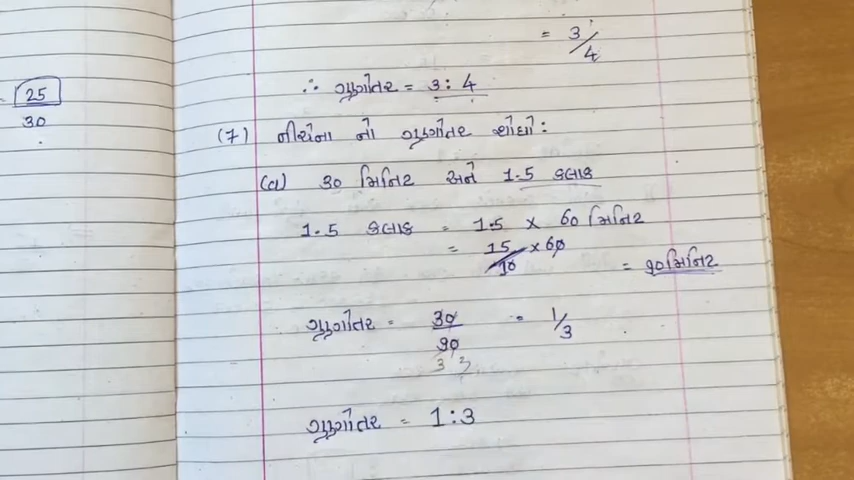 25
30
= 3/4
∴ ગુણોત્તર = 3 : 4
(7) નીચેના નો ગુણોત્તર શોધો :
(a) 30 મિનિટ અને 1.5 કલાક
1.5 કલાક = 1.5 × 60 મિનિટ
= 15/10 × 60
= 90 મિનિટ
ગુણોત્તર = 30/90 = 1/3
3
ગુણોત્તર = 1 : 3